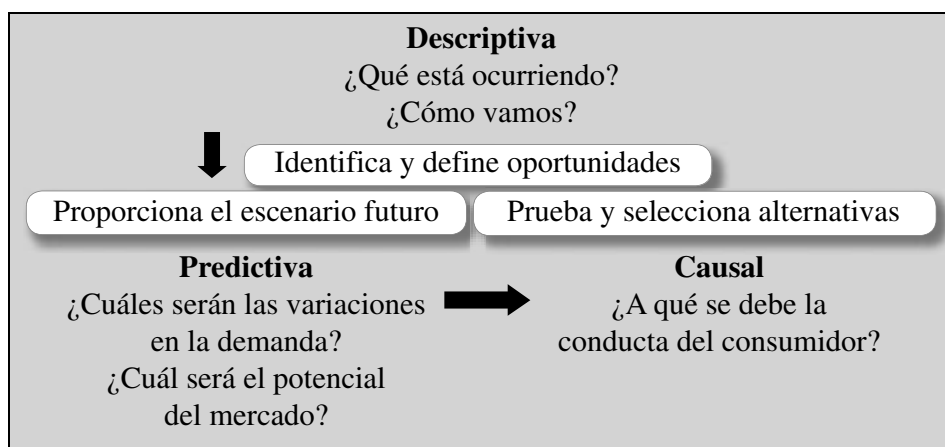 Descriptiva
¿Qué está ocurriendo?
¿Cómo vamos?
Identifica y define oportunidades
Proporciona el escenario futuro
Prueba y selecciona alternativas
Predictiva
¿Cuáles serán las variaciones
en la demanda?
¿Cuál será el potencial
del mercado?
Causal
¿A qué se debe la
conducta del consumidor?